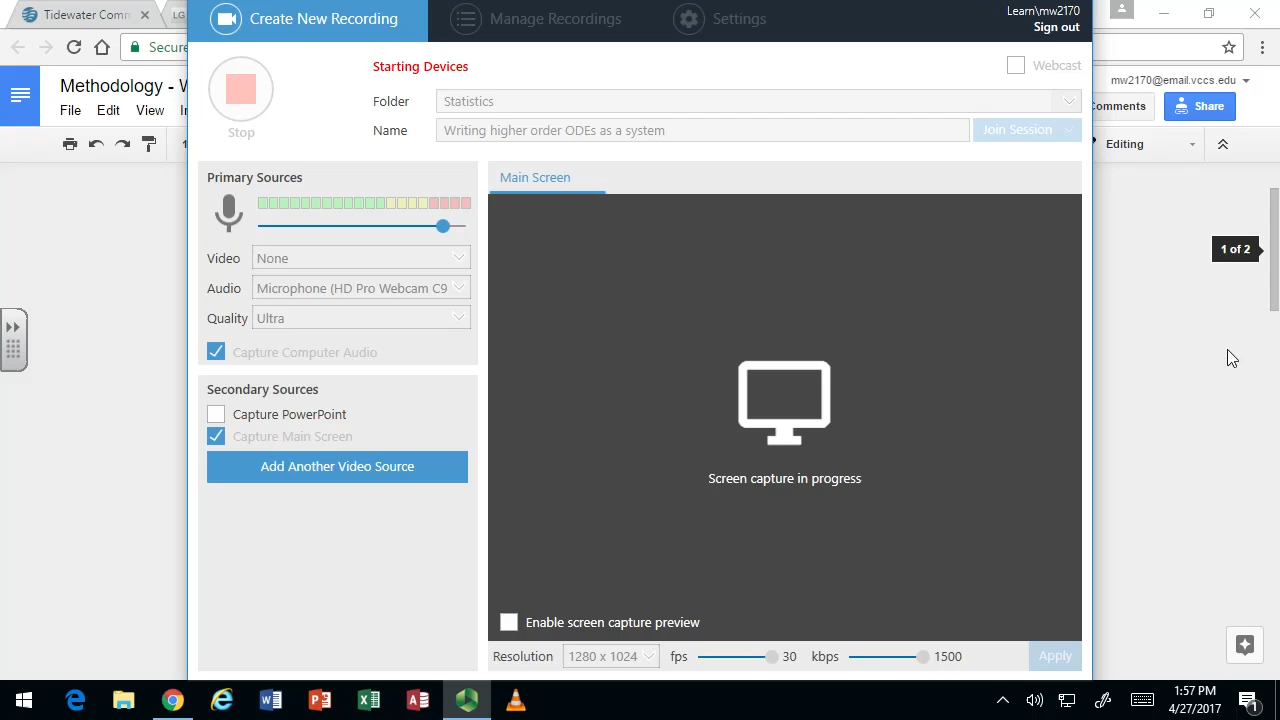 Tidewater Comm
LG
Create New Recording
Manage Recordings
Settings
Learn\mw2170
Sign out
Secure
Methodology - W
File Edit View
mw2170@email.vccs.edu
Comments
Share
Editing
Starting Devices
Webcast
Stop
Folder Statistics
Name Writing higher order ODEs as a system Join Session
Primary Sources
Main Screen
Video None
Audio Microphone (HD Pro Webcam C9
Quality Ultra
Capture Computer Audio
Secondary Sources
Capture PowerPoint
Capture Main Screen
Add Another Video Source
Screen capture in progress
Enable screen capture preview
Resolution 1280 x 1024 fps 30 kbps 1500 Apply
1 of 2
1:57 PM
4/27/2017
1